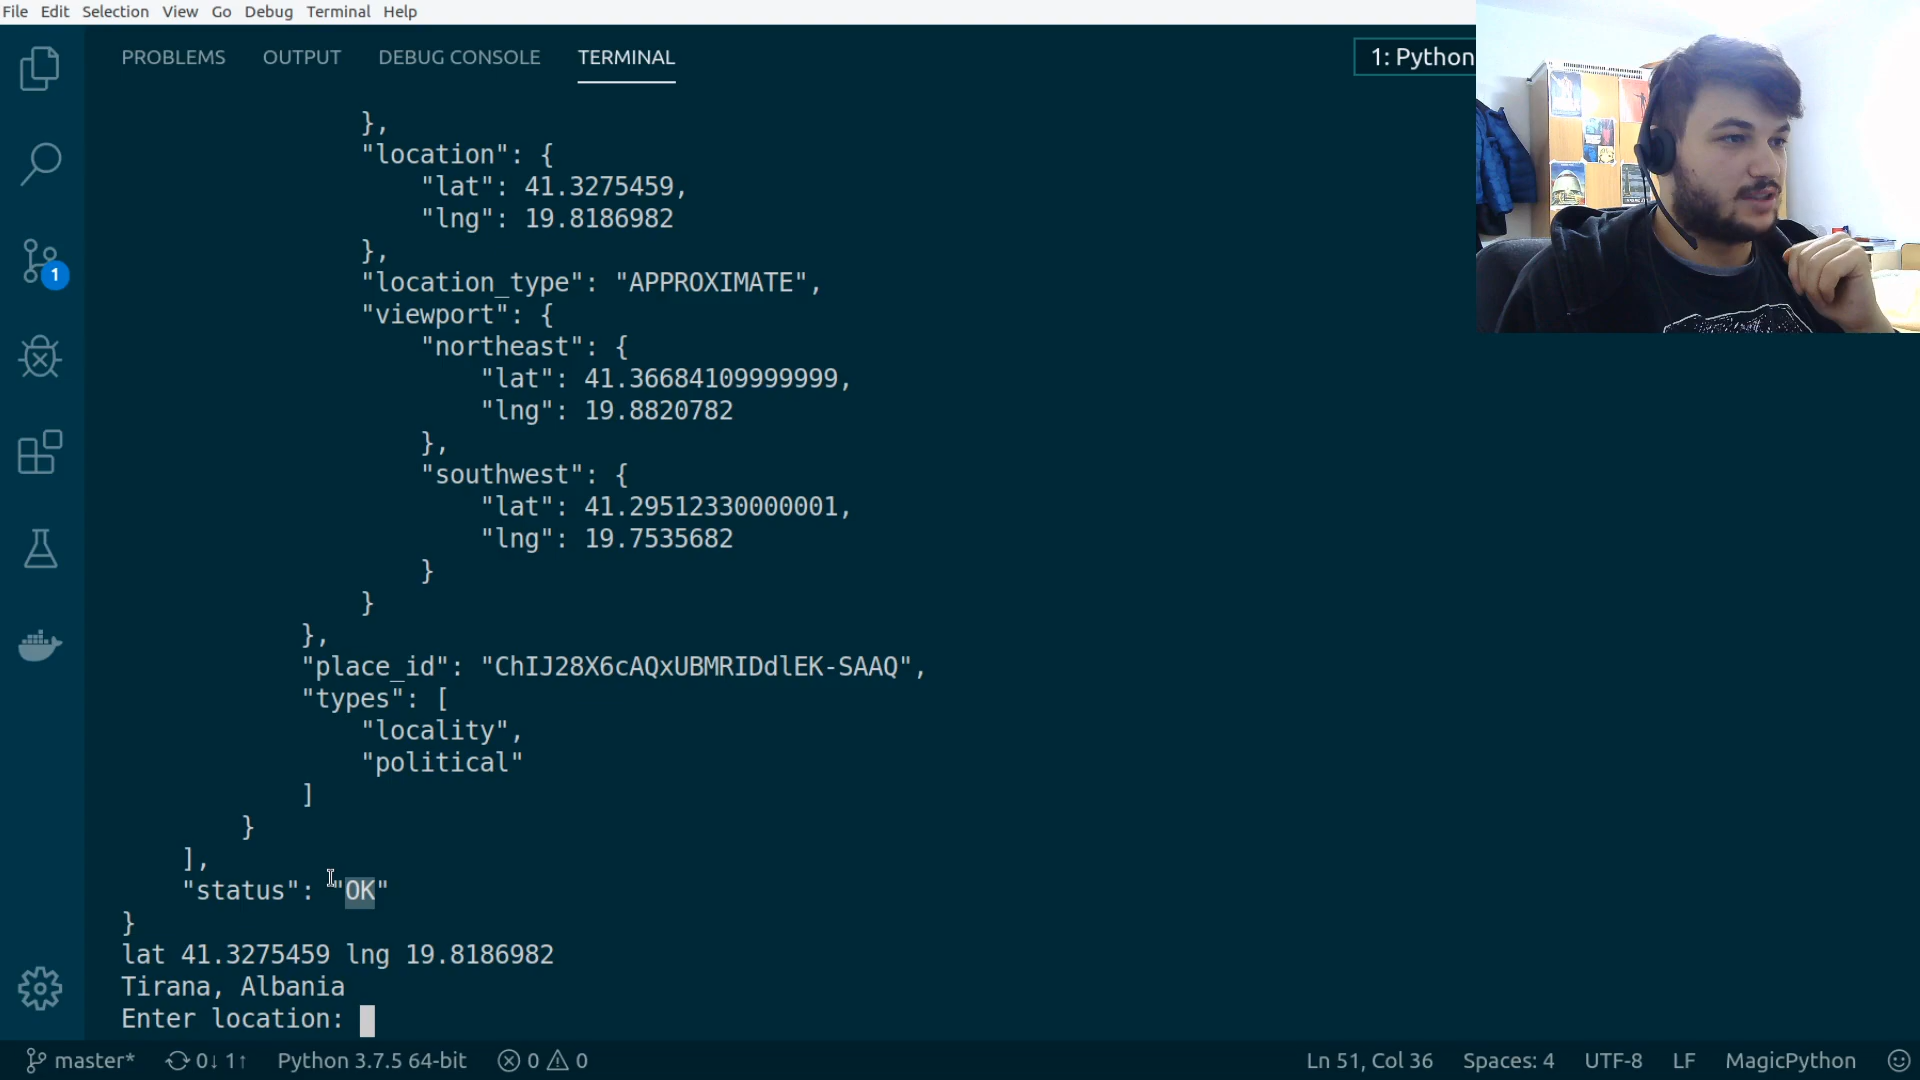 File Edit Selection View Go Debug Terminal Help
PROBLEMS OUTPUT DEBUG CONSOLE TERMINAL 1: Python
},
"location": {
"lat": 41.3275459,
"lng": 19.8186982
},
"location_type": "APPROXIMATE",
"viewport": {
"northeast": {
"lat": 41.36684109999999,
"lng": 19.8820782
},
"southwest": {
"lat": 41.29512330000001,
"lng": 19.7535682
}
}
},
"place_id": "ChIJ28X6cAQxUBMRIDdlEK-SAAQ",
"types": [
"locality",
"political"
]
}
],
"status": "OK"
}
lat 41.3275459 lng 19.8186982
Tirana, Albania
Enter location:
1
master* 0↓ 1↑ Python 3.7.5 64-bit 0 0 Ln 51, Col 36 Spaces: 4 UTF-8 LF MagicPython